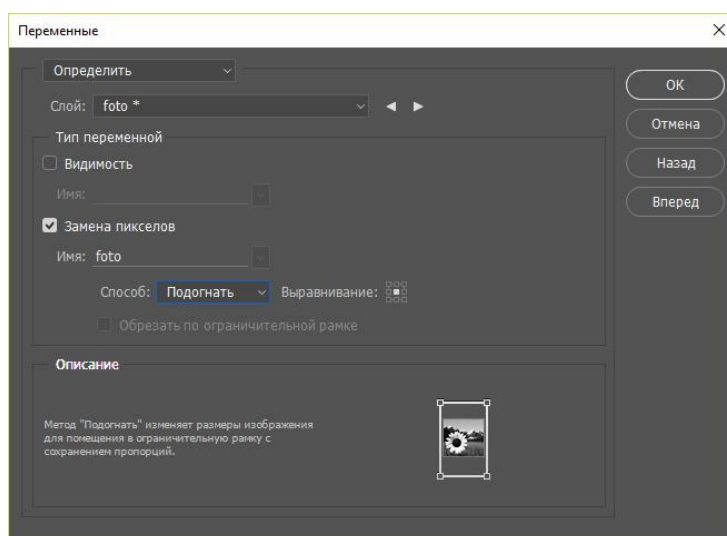 Переменные
Определить
Слой: foto *
Тип переменной
Видимость
Имя:
Замена пикселов
Имя: foto
Способ: Подогнать Выравнивание:
Обрезать по ограничительной рамке
Описание
Метод "Подогнать" изменяет размеры изображения
для помещения в ограничительную рамку с
сохранением пропорций.
ОК
Отмена
Назад
Вперед